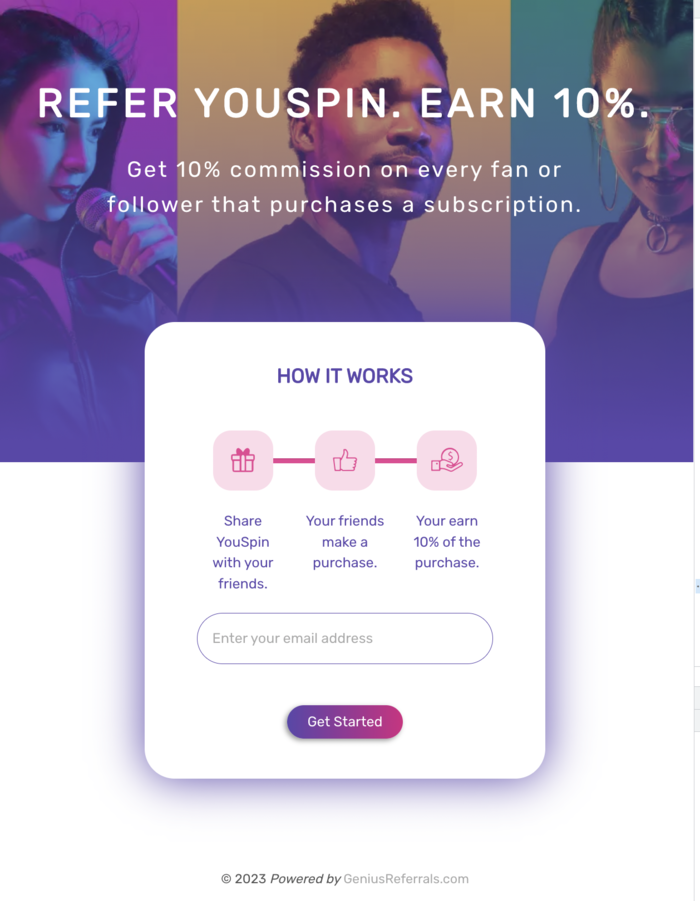 REFER YOUSPIN. EARN 10%.
Get 10% commission on every fan or
follower that purchases a subscription.
HOW IT WORKS
Share
YouSpin
with your
friends.
Your friends
make a
purchase.
Your earn
10% of the
purchase.
Enter your email address
Get Started
© 2023 Powered by GeniusReferrals.com